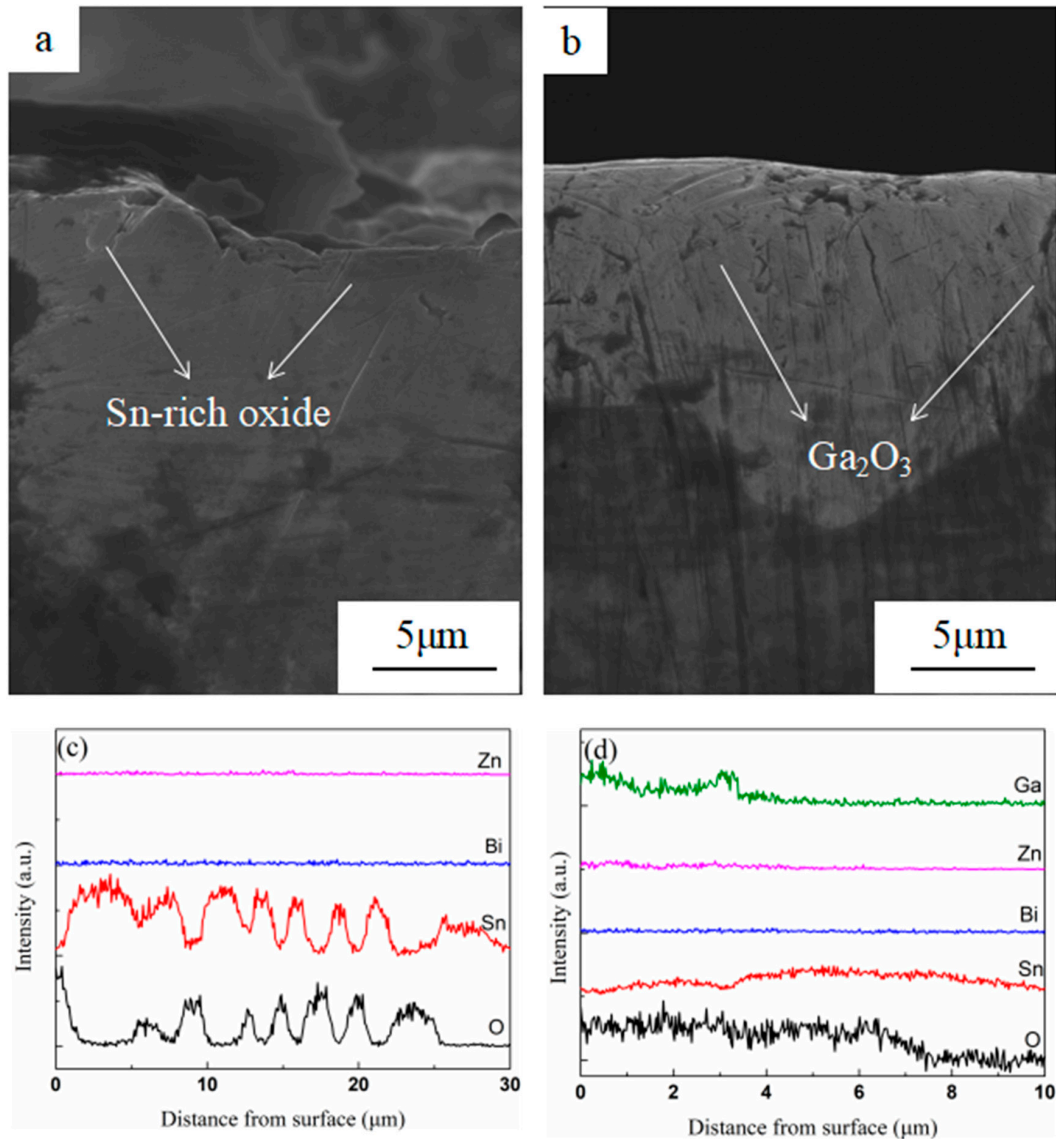 a
b
Sn-rich oxide
Ga₂O₃
5μm
5μm
(c)
Zn
Bi
Sn
O
Intensity (a.u.)
0
10
20
30
Distance from surface (μm)
(d)
Ga
Zn
Bi
Sn
O
Intensity (a.u.)
0
2
4
6
8
10
Distance from surface (μm)